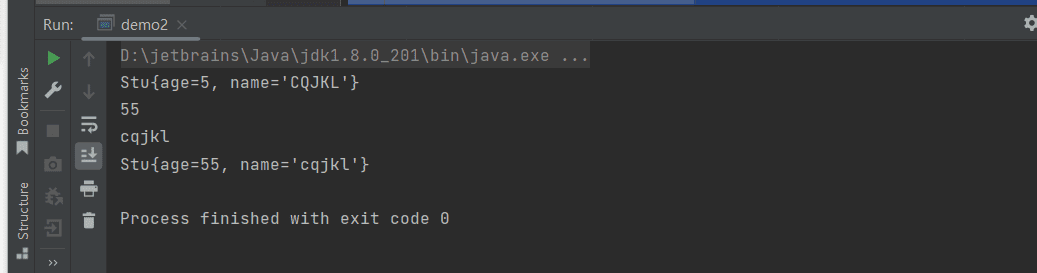 Run: demo2
D:\jetbrains\Java\jdk1.8.0_201\bin\java.exe ...
Stu{age=5, name='CQJKL'}
55
cqjkl
Stu{age=55, name='cqjkl'}
Process finished with exit code 0
Bookmarks
Structure